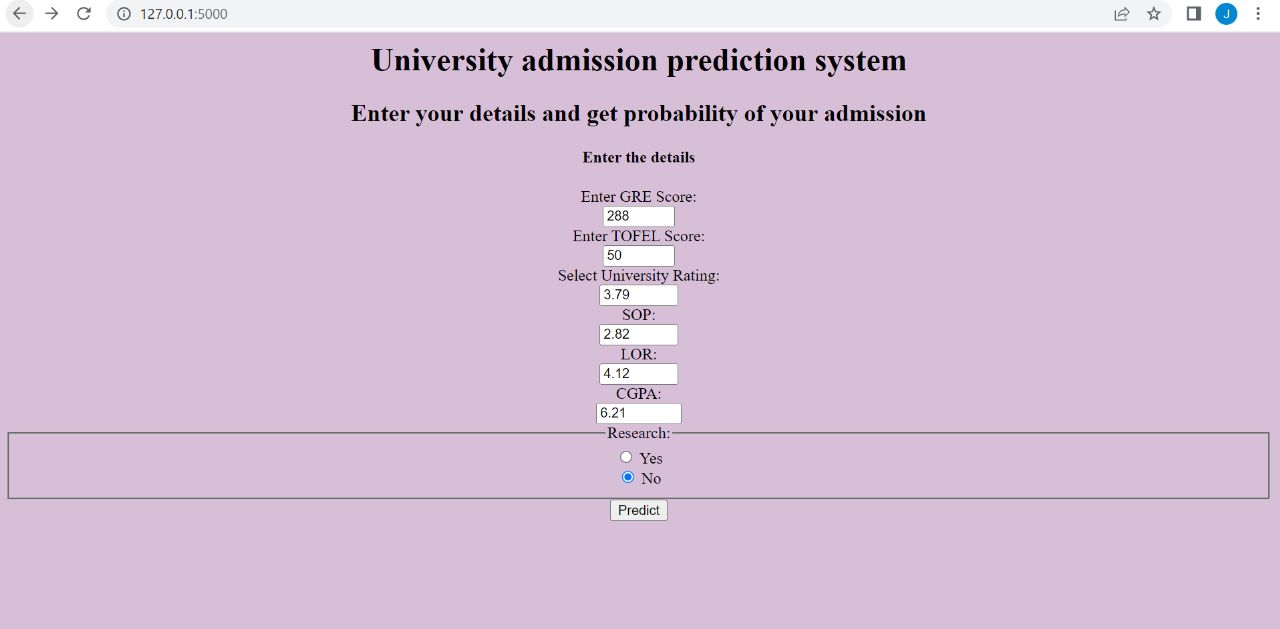 127.0.0.1:5000
J
University admission prediction system
Enter your details and get probability of your admission
Enter the details
Enter GRE Score:
288
Enter TOFEL Score:
50
Select University Rating:
3.79
SOP:
2.82
LOR:
4.12
CGPA:
6.21
Research:
Yes
No
Predict